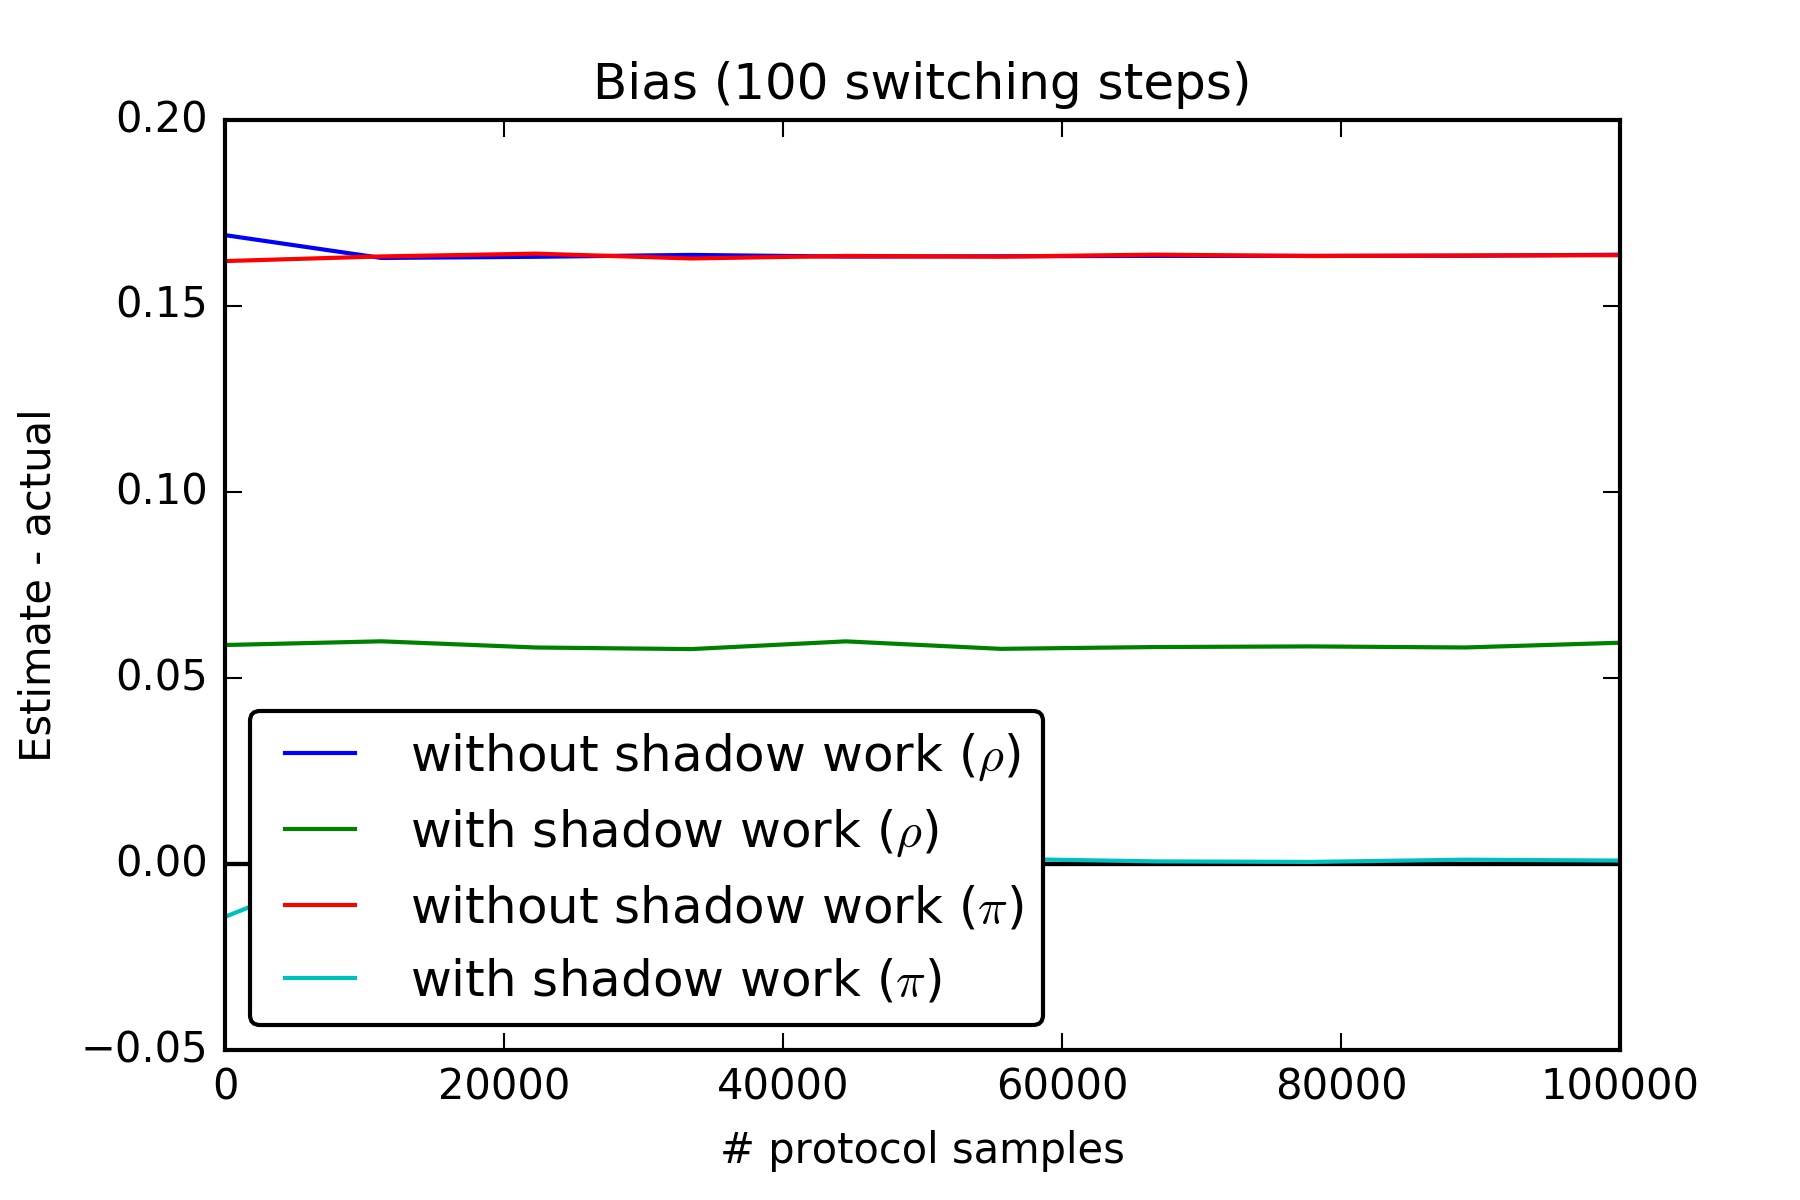 Bias (100 switching steps)
0.20
0.15
0.10
0.05
0.00
−0.05
Estimate - actual
without shadow work (ρ)
with shadow work (ρ)
without shadow work (π)
with shadow work (π)
0 20000 40000 60000 80000 100000
# protocol samples